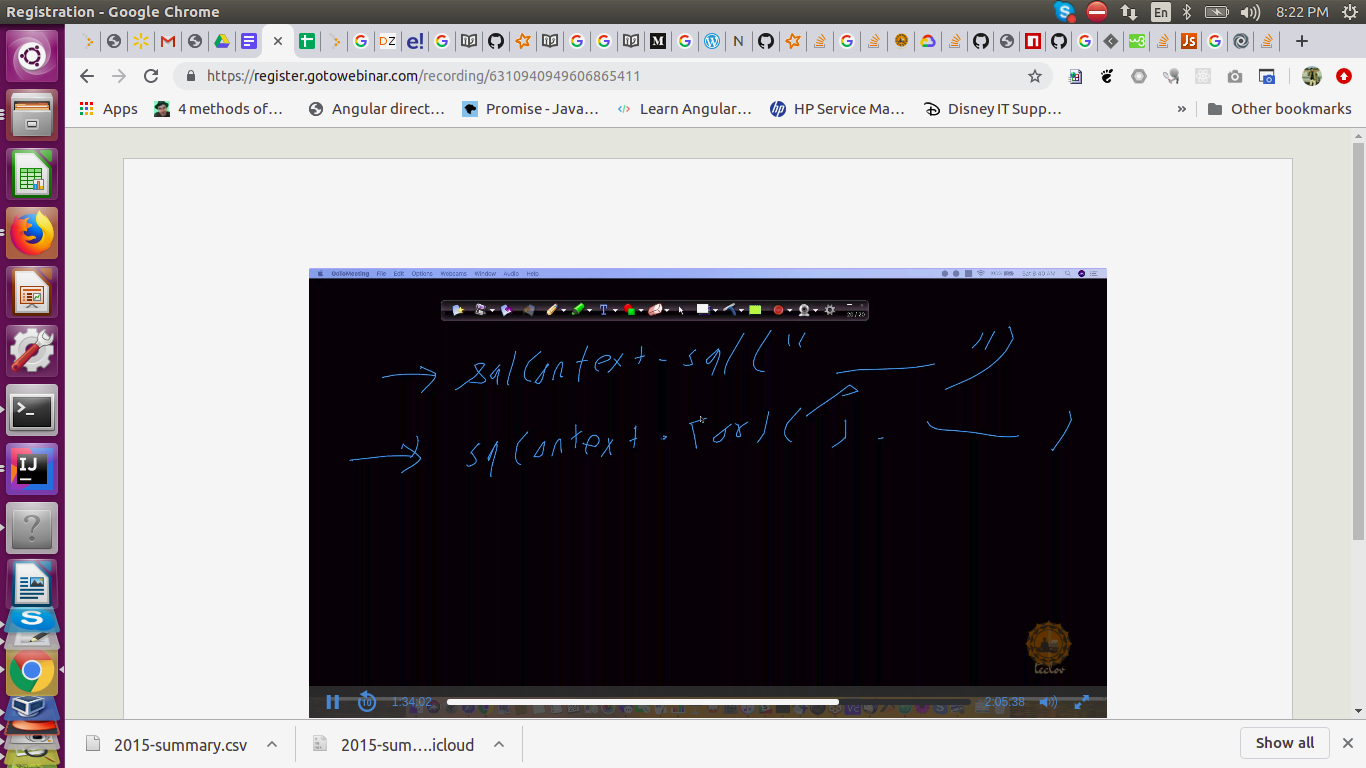 Registration - Google Chrome
En
8:22 PM
https://register.gotowebinar.com/recording/6310940949606865411
Apps
4 methods of...
Angular direct...
Promise - Java...
Learn Angular...
HP Service Ma...
Disney IT Supp...
»
Other bookmarks
GoToMeeting File Edit Options Webcams Window Audio Help
20 / 20
→ sqlContext - sql (" — ")
→ sqContext . ( ) . — )
1:34:02
2:05:38
2015-summary.csv
2015-sum....icloud
Show all